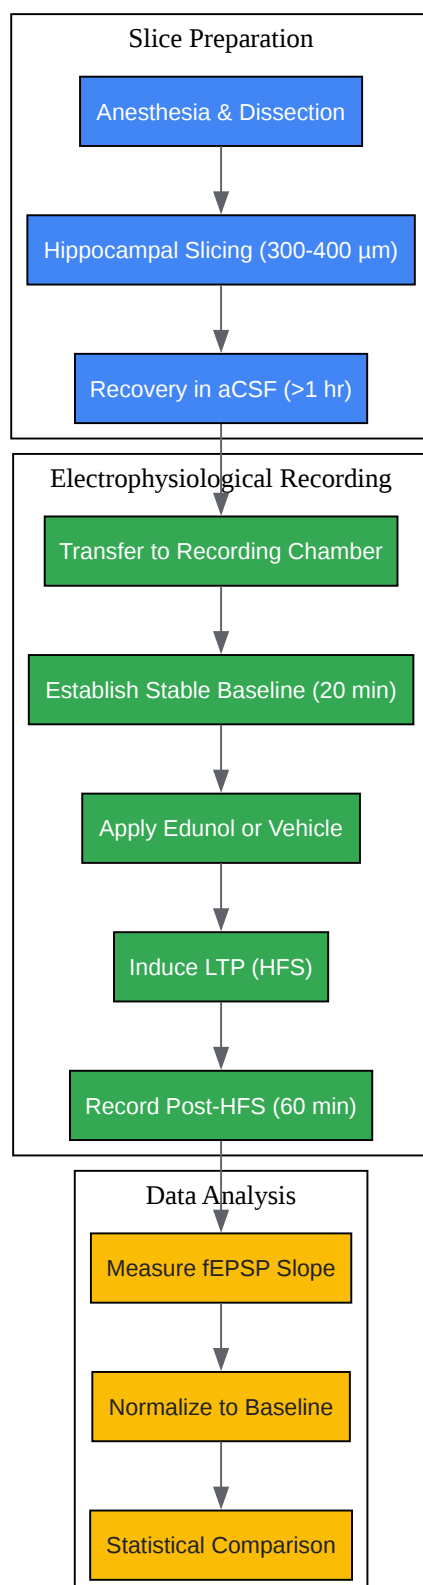 Slice Preparation
Anesthesia & Dissection
Hippocampal Slicing (300-400 µm)
Recovery in aCSF (>1 hr)
Electrophysiological Recording
Transfer to Recording Chamber
Establish Stable Baseline (20 min)
Apply Edunol or Vehicle
Induce LTP (HFS)
Record Post-HFS (60 min)
Data Analysis
Measure fEPSP Slope
Normalize to Baseline
Statistical Comparison